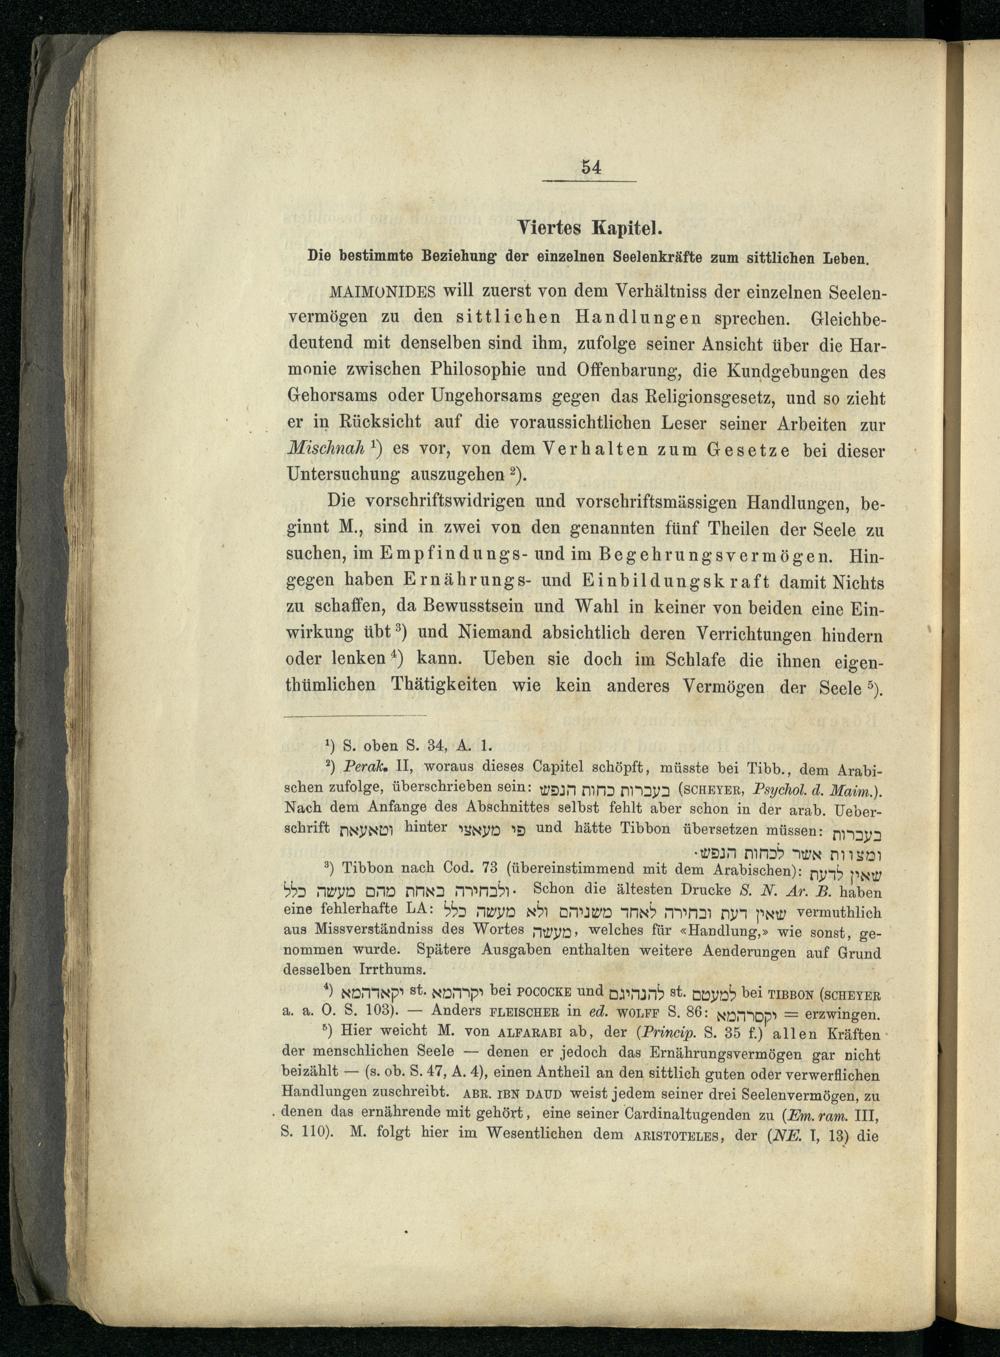 54
Viertes Kapitel.
Die bestimmte Beziehung der einzelnen Seelenkräfte zum sittlichen Leben.
MAIMONIDES will zuerst von dem Verhältniss der einzelnen Seelen-
vermögen zu den sittlichen Handlungen sprechen. Gleichbe-
deutend mit denselben sind ihm, zufolge seiner Ansicht über die Har-
monie zwischen Philosophie und Offenbarung, die Kundgebungen des
Gehorsams oder Ungehorsams gegen das Religionsgesetz, und so zieht
er in Rücksicht auf die voraussichtlichen Leser seiner Arbeiten zur
Mischnah ¹) es vor, von dem Verhalten zum Gesetze bei dieser
Untersuchung auszugehen ²).
Die vorschriftswidrigen und vorschriftsmässigen Handlungen, be-
ginnt M., sind in zwei von den genannten fünf Theilen der Seele zu
suchen, im Empfindungs- und im Begehrungsvermögen. Hin-
gegen haben Ernährungs- und Einbildungskraft damit Nichts
zu schaffen, da Bewusstsein und Wahl in keiner von beiden eine Ein-
wirkung übt ³) und Niemand absichtlich deren Verrichtungen hindern
oder lenken ⁴) kann. Ueben sie doch im Schlafe die ihnen eigen-
thümlichen Thätigkeiten wie kein anderes Vermögen der Seele ⁵).
¹) S. oben S. 34, A. 1.
²) Perak. II, woraus dieses Capitel schöpft, müsste bei Tibb., dem Arabi-
schen zufolge, überschrieben sein: בעברות כחות הנפש (SCHEYER, Psychol. d. Maim.).
Nach dem Anfange des Abschnittes selbst fehlt aber schon in der arab. Ueber-
schrift וטאעאת hinter פי מעאצי und hätte Tibbon übersetzen müssen: בעברות
ומצוות אשר לכחות הנפש.
³) Tibbon nach Cod. 73 (übereinstimmend mit dem Arabischen): שאין לדעת
ולבחירה באחת מהם מעשה כלל. Schon die ältesten Drucke S. N. Ar. B. haben
eine fehlerhafte LA: שאין דעת ובחירה לאחד משניהם ולא מעשה כלל vermuthlich
aus Missverständniss des Wortes מעשה, welches für «Handlung,» wie sonst, ge-
nommen wurde. Spätere Ausgaben enthalten weitere Aenderungen auf Grund
desselben Irrthums.
⁴) יקאדהמא st. יקרהמא bei POCOCKE und להנהיגם st. למעטם bei TIBBON (SCHEYER
a. a. O. S. 103). — Anders FLEISCHER in ed. WOLFF S. 86: יקסרהמא = erzwingen.
⁵) Hier weicht M. von ALFARABI ab, der (Princip. S. 35 f.) allen Kräften
der menschlichen Seele — denen er jedoch das Ernährungsvermögen gar nicht
beizählt — (s. ob. S. 47, A. 4), einen Antheil an den sittlich guten oder verwerflichen
Handlungen zuschreibt. ABR. IBN DAUD weist jedem seiner drei Seelenvermögen, zu
denen das ernährende mit gehört, eine seiner Cardinaltugenden zu (Em. ram. III,
S. 110). M. folgt hier im Wesentlichen dem ARISTOTELES, der (NE. I, 13) die